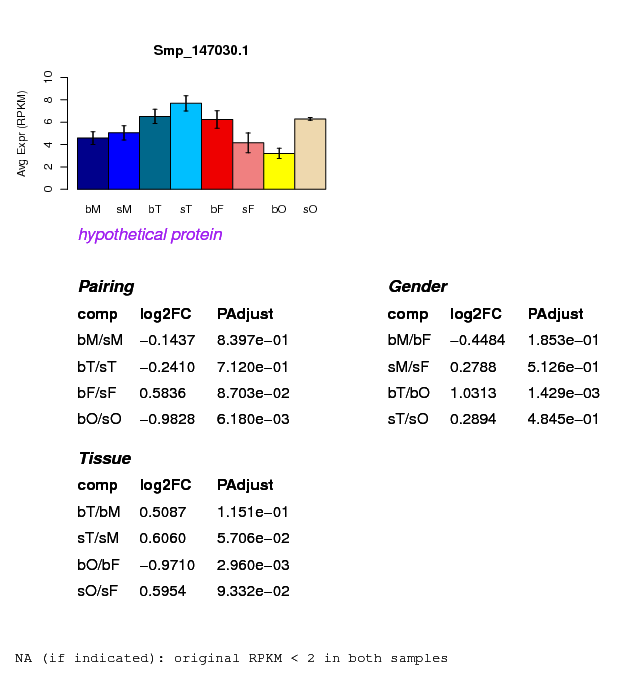 Smp_147030.1
Avg Expr (RPKM)
0 2 4 6 8 10
bM sM bT sT bF sF bO sO
hypothetical protein
Pairing
comp log2FC PAdjust
bM/sM −0.1437 8.397e−01
bT/sT −0.2410 7.120e−01
bF/sF 0.5836 8.703e−02
bO/sO −0.9828 6.180e−03
Gender
comp log2FC PAdjust
bM/bF −0.4484 1.853e−01
sM/sF 0.2788 5.126e−01
bT/bO 1.0313 1.429e−03
sT/sO 0.2894 4.845e−01
Tissue
comp log2FC PAdjust
bT/bM 0.5087 1.151e−01
sT/sM 0.6060 5.706e−02
bO/bF −0.9710 2.960e−03
sO/sF 0.5954 9.332e−02
NA (if indicated): original RPKM < 2 in both samples